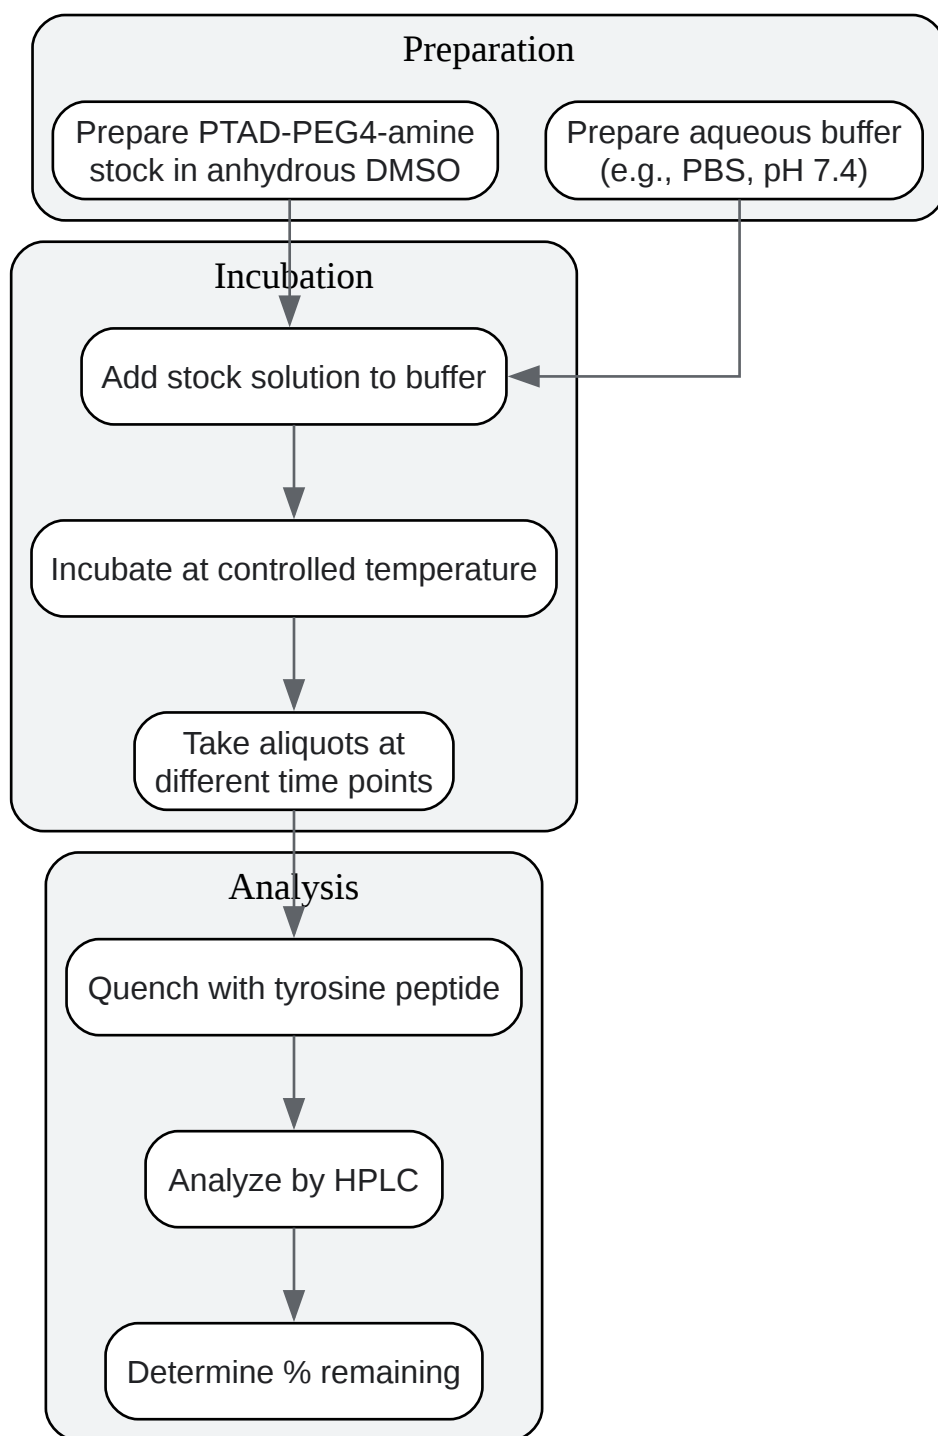 Preparation
Prepare PTAD-PEG4-amine
stock in anhydrous DMSO
Prepare aqueous buffer
(e.g., PBS, pH 7.4)
Incubation
Add stock solution to buffer
Incubate at controlled temperature
Take aliquots at
different time points
Analysis
Quench with tyrosine peptide
Analyze by HPLC
Determine % remaining